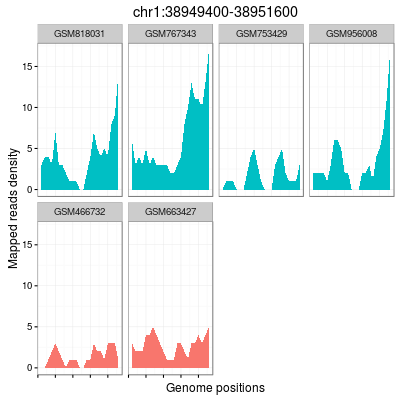 chr1:38949400-38951600
GSM818031 GSM767343 GSM753429 GSM956008
15
10
5
0
Mapped reads density
GSM466732 GSM663427
15
10
5
0
Genome positions